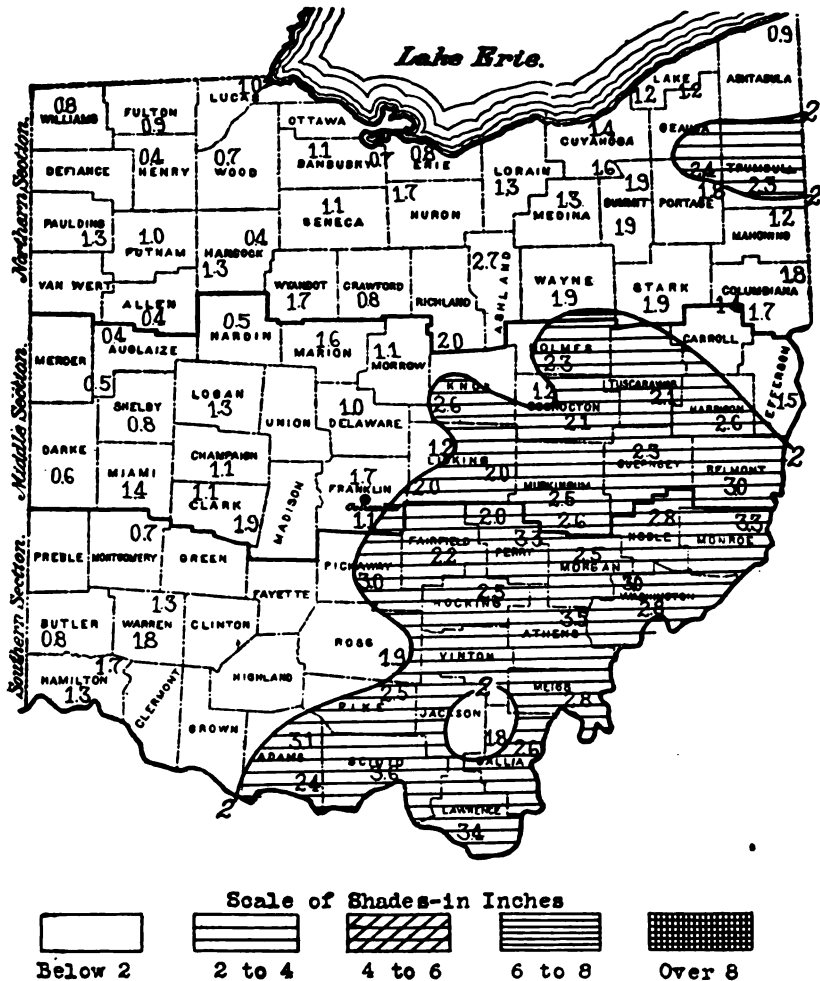 Lake Erie.
0.9
LAKE
ASHTABULA
1.2 1.2
1.0
LUCAS
0.8
WILLIAMS
FULTON
0.9
OTTAWA
1.4
CUYAHOGA
GEAUGA
2
DEFIANCE
0.4
HENRY
0.7
WOOD
1.1
SANDUSKY
0.7
0.8
ERIE
LORAIN
1.3
1.6
1.9
SUMMIT
19
2.4
TRUMBULL
2.3
1.8
PORTAGE
2
PAULDING
1.3
1.0
PUTNAM
0.4
HANCOCK
1.3
1.1
SENECA
1.7
HURON
1.3
MEDINA
1.2
MAHONING
Northern Section.
VAN WERT
ALLEN
0.4
WYANDOT
1.7
CRAWFORD
0.8
RICHLAND
2.0
2.7
ASHLAND
WAYNE
1.9
STARK
1.9
1.8
COLUMBIANA
1.4
1.7
MERCER
0.4
AUGLAIZE
0.5
HARDIN
1.6
MARION
1.1
MORROW
HOLMES
2.3
CARROLL
JEFFERSON
1.5
0.5
SHELBY
0.8
LOGAN
1.3
UNION
1.0
DELAWARE
KNOX
2.6
1.2
COSHOCTON
2.1
TUSCARAWAS
2.1
HARRISON
2.6
Middle Section.
DARKE
0.6
MIAMI
1.4
CHAMPAIGN
1.1
1.1
CLARK
1.9
MADISON
1.7
FRANKLIN
1.1
1.2
LICKING
2.0
2.0
MUSKINGUM
2.6
2.3
GUERNSEY
BELMONT
3.0
2
PREBLE
0.7
MONTGOMERY
GREEN
FAYETTE
PICKAWAY
3.0
FAIRFIELD
2.2
2.0
PERRY
3.3
2.6
2.5
MORGAN
2.8
NOBLE
3.3
MONROE
Southern Section.
BUTLER
0.8
1.3
WARREN
1.8
CLINTON
ROSS
1.9
2.5
HOCKING
3.5
ATHENS
3.0
WASHINGTON
2.8
HAMILTON
1.3
1.7
CLERMONT
HIGHLAND
BROWN
VINTON
2.5
PIKE
2
JACKSON
1.8
MEIGS
2.8
3.1
ADAMS
2.4
SCIOTO
3.6
2.6
GALLIA
2
LAWRENCE
3.4
Scale of Shades-in Inches
Below 2 2 to 4 4 to 6 6 to 8 Over 8